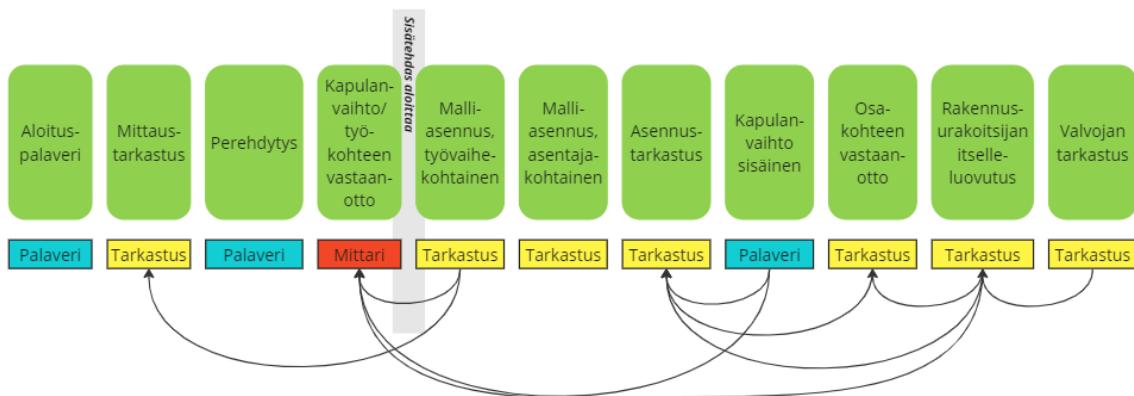 Sisätehdas aloittaa
Aloitus-
palaveri
Mittaus-
tarkastus
Perehdytys
Kapulan-
vaihto/
työ-
kohteen
vastaan-
otto
Malli-
asennus,
työvaihe-
kohtainen
Malli-
asennus,
asentaja-
kohtainen
Asennus-
tarkastus
Kapulan-
vaihto
sisäinen
Osa-
kohteen
vastaan-
otto
Rakennus-
urakoitsijan
itselle-
luovutus
Valvojan
tarkastus
Palaveri
Tarkastus
Palaveri
Mittari
Tarkastus
Tarkastus
Tarkastus
Palaveri
Tarkastus
Tarkastus
Tarkastus